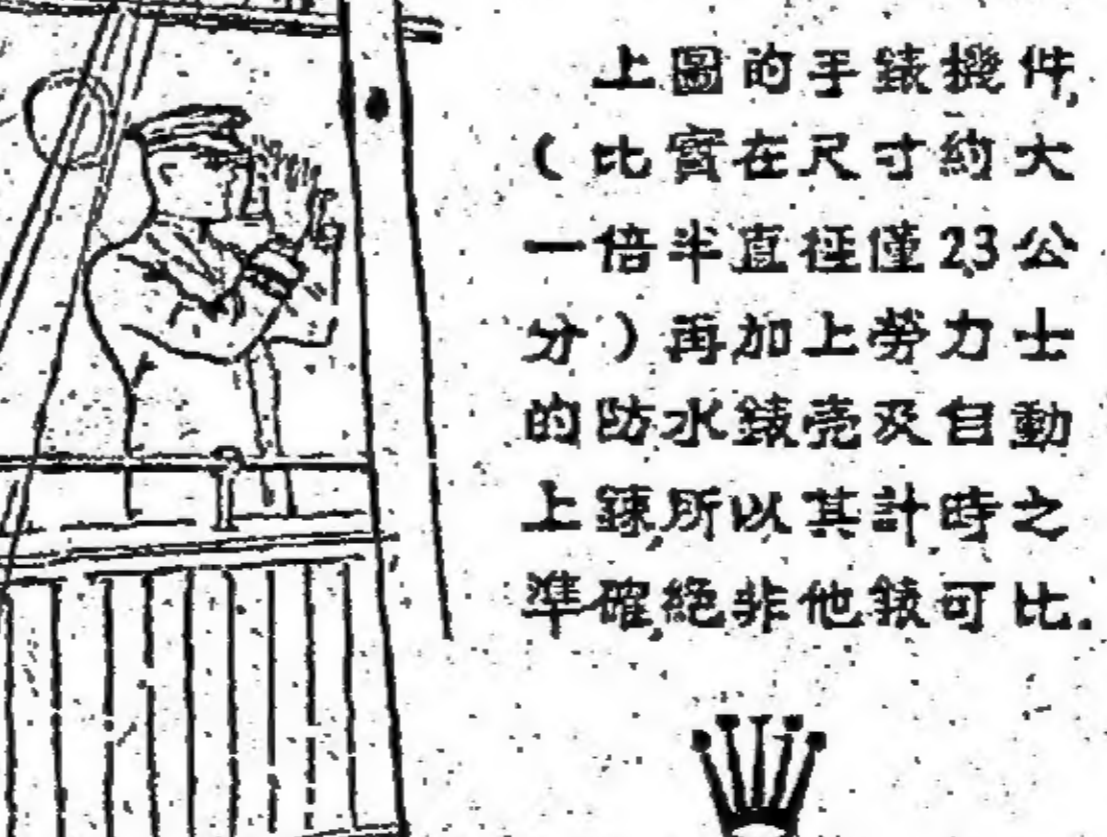 上圖的手錶機件,
(比實在尺寸約大
一倍半直徑僅2.3公
分)再加上勞力士
的防水錶壳及自動
上鍊,所以其計時之
準確,絕非他錶可比.